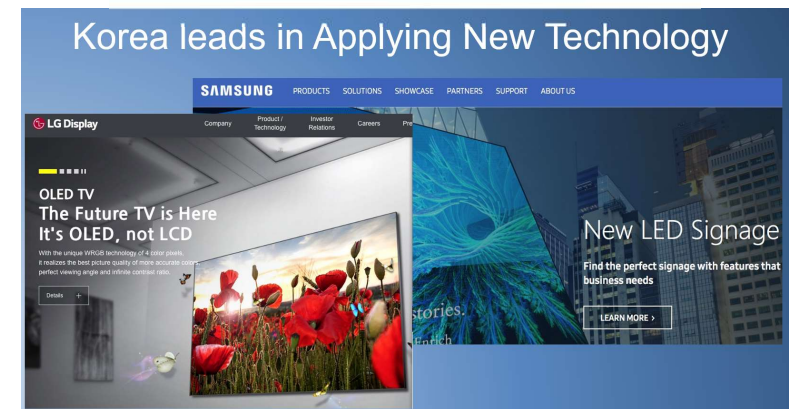 Korea leads in Applying New Technology
SAMSUNG PRODUCTS SOLUTIONS SHOWCASE PARTNERS SUPPORT ABOUT US
LG Display Company Product / Technology Investor Relations Careers Pre
OLED TV
The Future TV is Here
It's OLED, not LCD
With the unique WRGB technology of 4 color pixels,
it realizes the best picture quality of more accurate colors,
perfect viewing angle and infinite contrast ratio.
Details +
New LED Signage
Find the perfect signage with features that
business needs
LEARN MORE >
stories.
Enrich